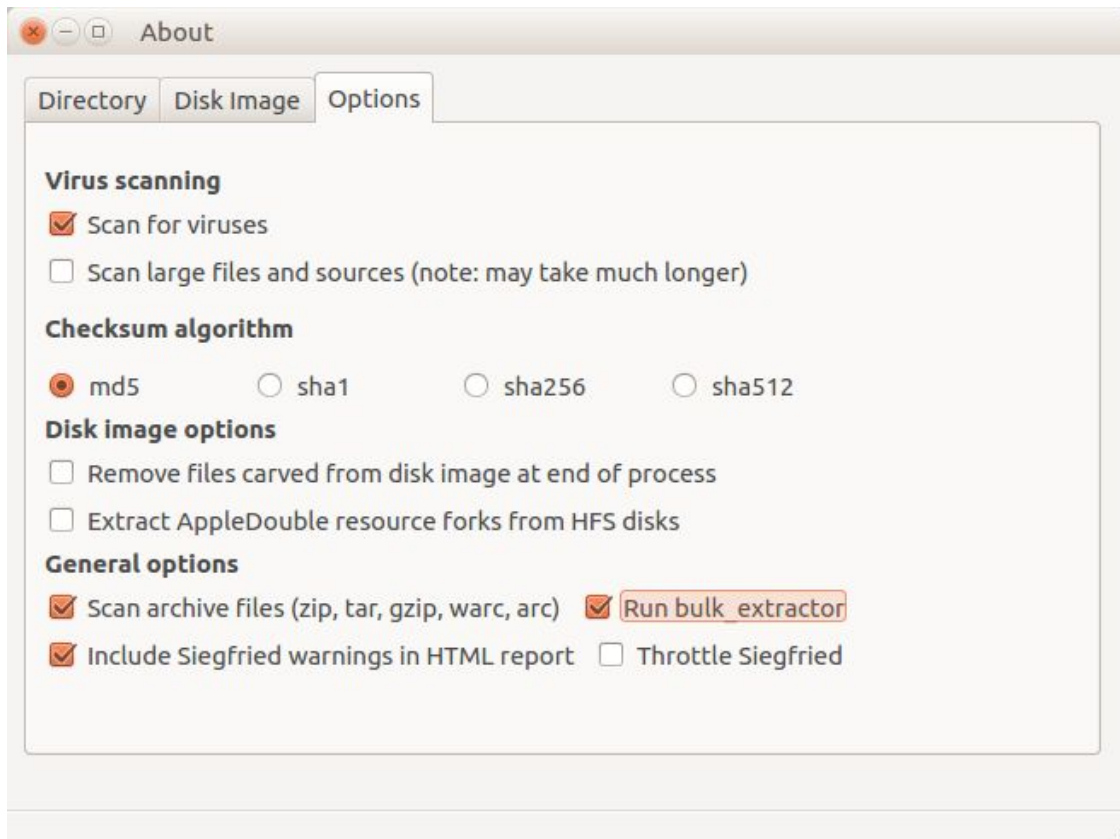 About
Directory Disk Image Options
Virus scanning
Scan for viruses
Scan large files and sources (note: may take much longer)
Checksum algorithm
md5 sha1 sha256 sha512
Disk image options
Remove files carved from disk image at end of process
Extract AppleDouble resource forks from HFS disks
General options
Scan archive files (zip, tar, gzip, warc, arc) Run bulk_extractor
Include Siegfried warnings in HTML report Throttle Siegfried